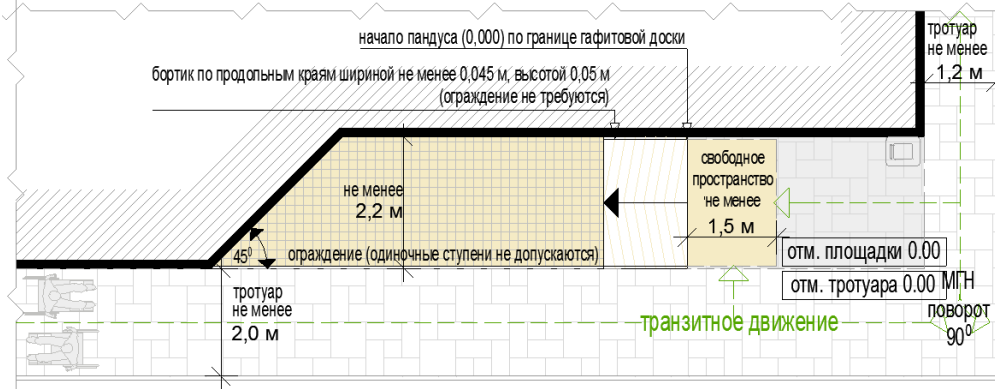 тротуар
не менее
1,2 м
начало пандуса (0,000) по границе гафитовой доски
бортик по продольным краям шириной не менее 0,045 м, высотой 0,05 м
(ограждение не требуются)
свободное
пространство
не менее
1,5 м
не менее
2,2 м
45⁰
ограждение (одиночные ступени не допускаются)
отм. площадки 0.00
отм. тротуара 0.00
МГН
поворот
90⁰
тротуар
не менее
2,0 м
транзитное движение